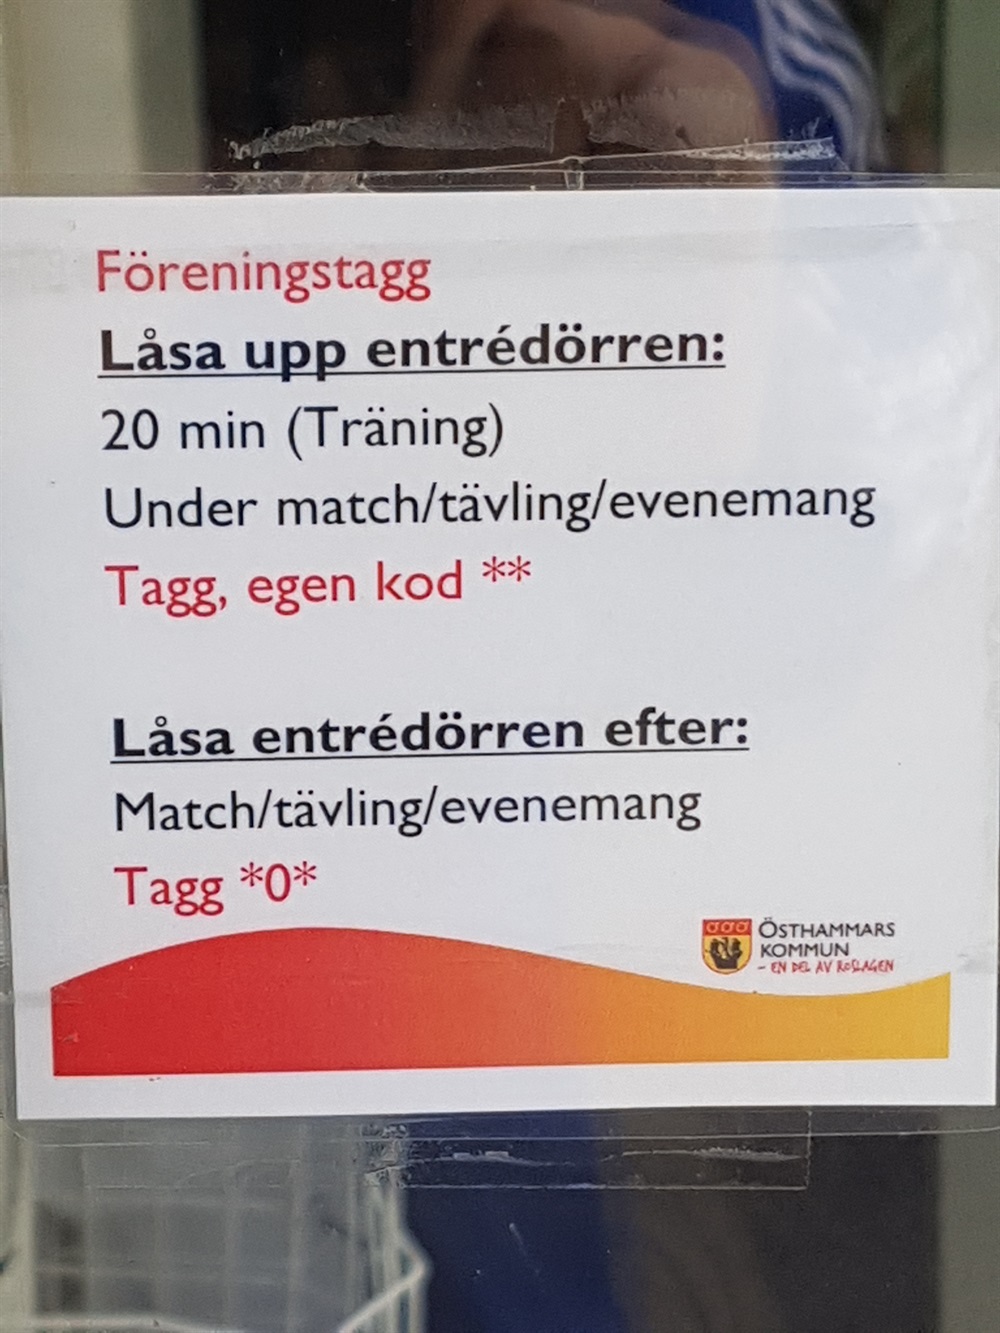 Föreningstagg
Låsa upp entrédörren:
20 min (Träning)
Under match/tävling/evenemang
Tagg, egen kod **
Låsa entrédörren efter:
Match/tävling/evenemang
Tagg *0*
ÖSTHAMMARS
KOMMUN
- EN DEL AV ROSLAGEN